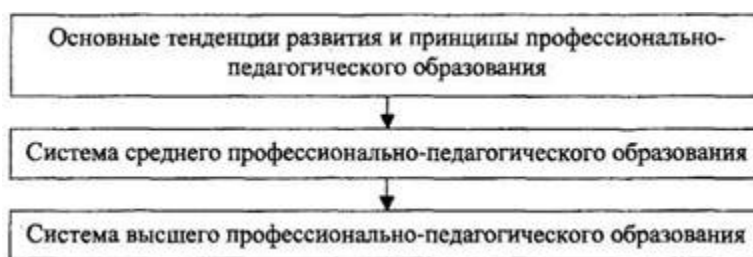 Основные тенденции развития и принципы профессионально-
педагогического образования
Система среднего профессионально-педагогического образования
Система высшего профессионально-педагогического образования